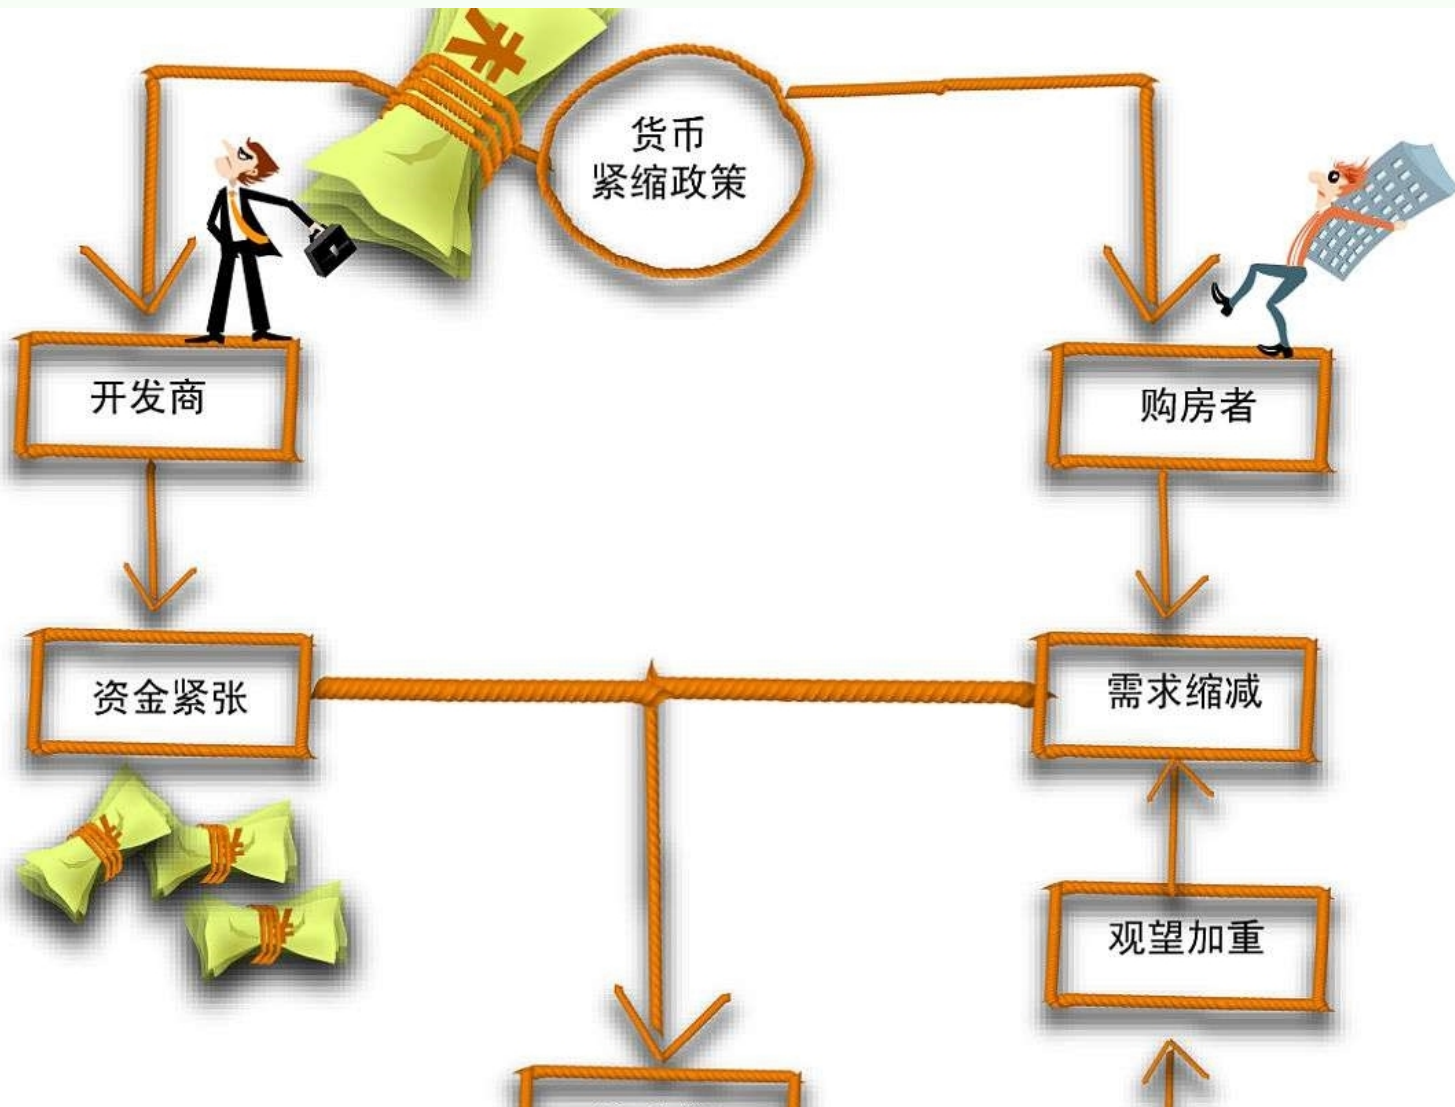 货币
紧缩政策
开发商
购房者
资金紧张
需求缩减
观望加重